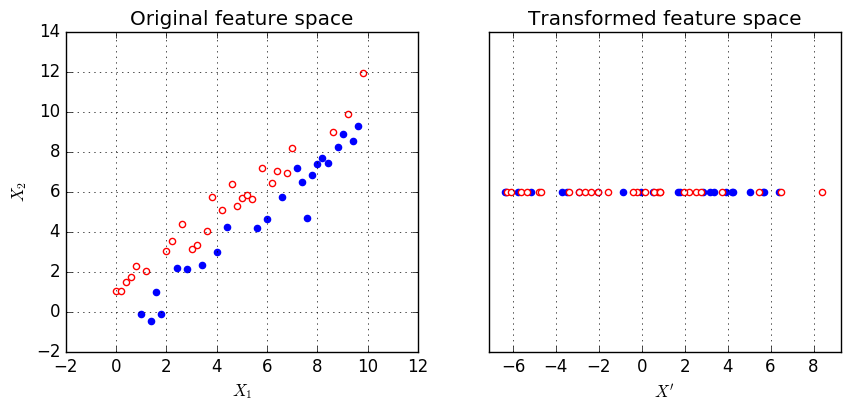 Original feature space
Transformed feature space
14
12
10
8
6
4
2
0
−2
X₂
−2 0 2 4 6 8 10 12
X₁
−6 −4 −2 0 2 4 6 8
X′